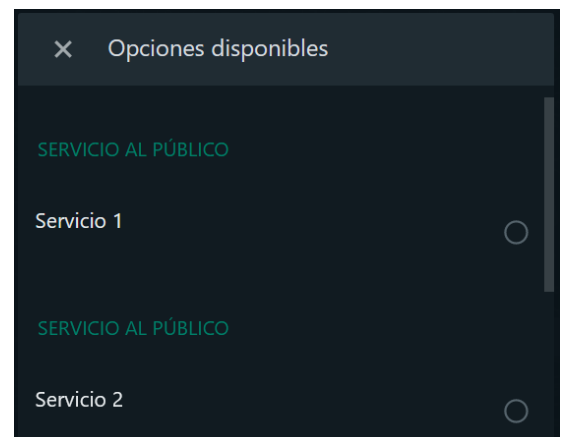 Opciones disponibles
SERVICIO AL PÚBLICO
Servicio 1
SERVICIO AL PÚBLICO
Servicio 2